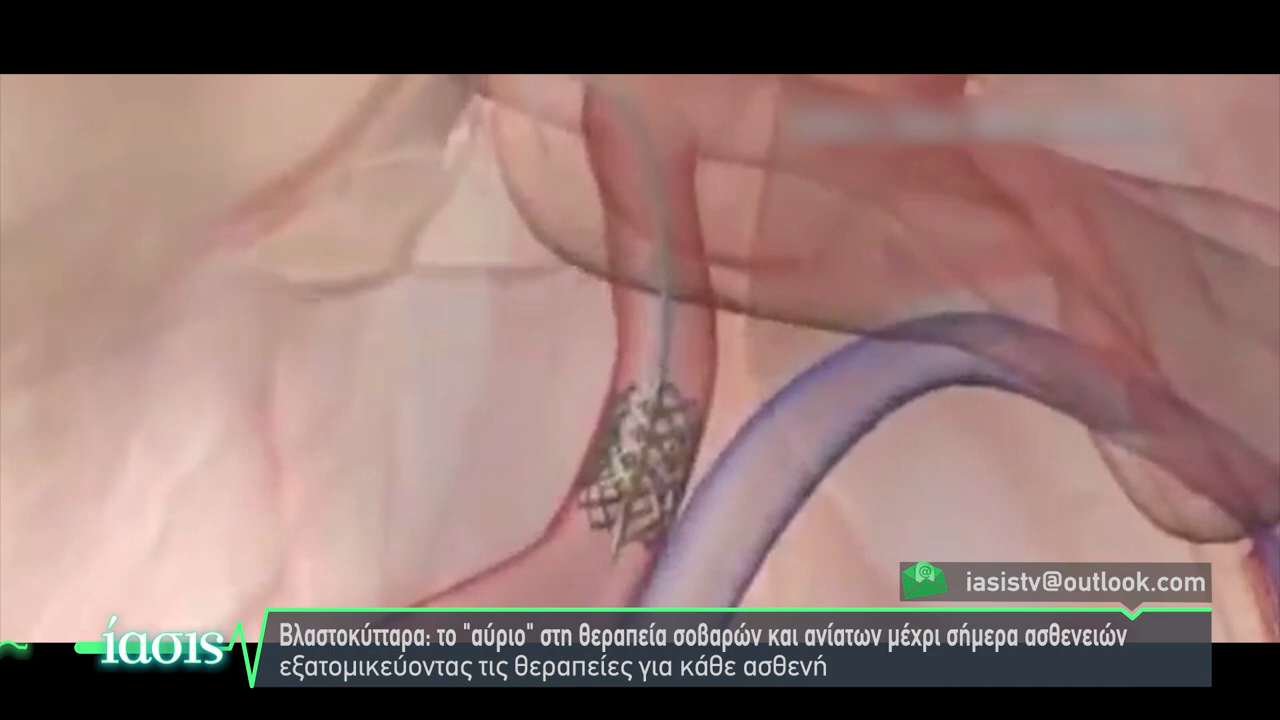 iasistv@outlook.com
ίασις
Βλαστοκύτταρα: το "αύριο" στη θεραπεία σοβαρών και ανίατων μέχρι σήμερα ασθενειών
εξατομικεύοντας τις θεραπείες για κάθε ασθενή